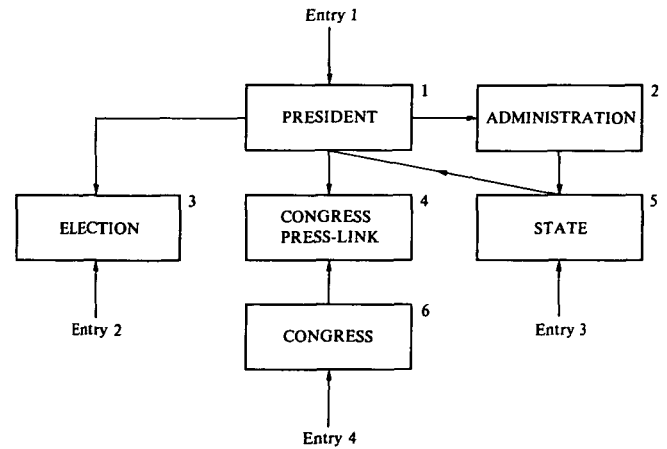 Entry 1
1
PRESIDENT
2
ADMINISTRATION
3
ELECTION
4
CONGRESS
PRESS-LINK
5
STATE
Entry 2
6
CONGRESS
Entry 3
Entry 4